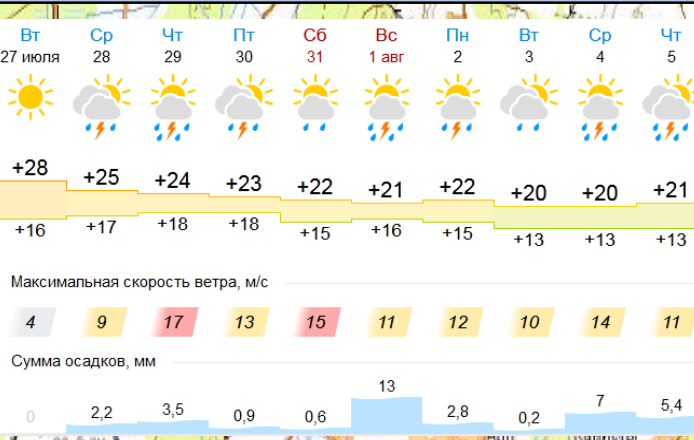 Вт Ср Чт Пт Сб Вс Пн Вт Ср Чт
27 июля 28 29 30 31 1 авг 2 3 4 5
+28 +25 +24 +23 +22 +21 +22 +20 +20 +21
+16 +17 +18 +18 +15 +16 +15 +13 +13 +13
Максимальная скорость ветра, м/с
4 9 17 13 15 11 12 10 14 11
Сумма осадков, мм
0 2,2 3,5 0,9 0,6 13 2,8 0,2 7 5,4